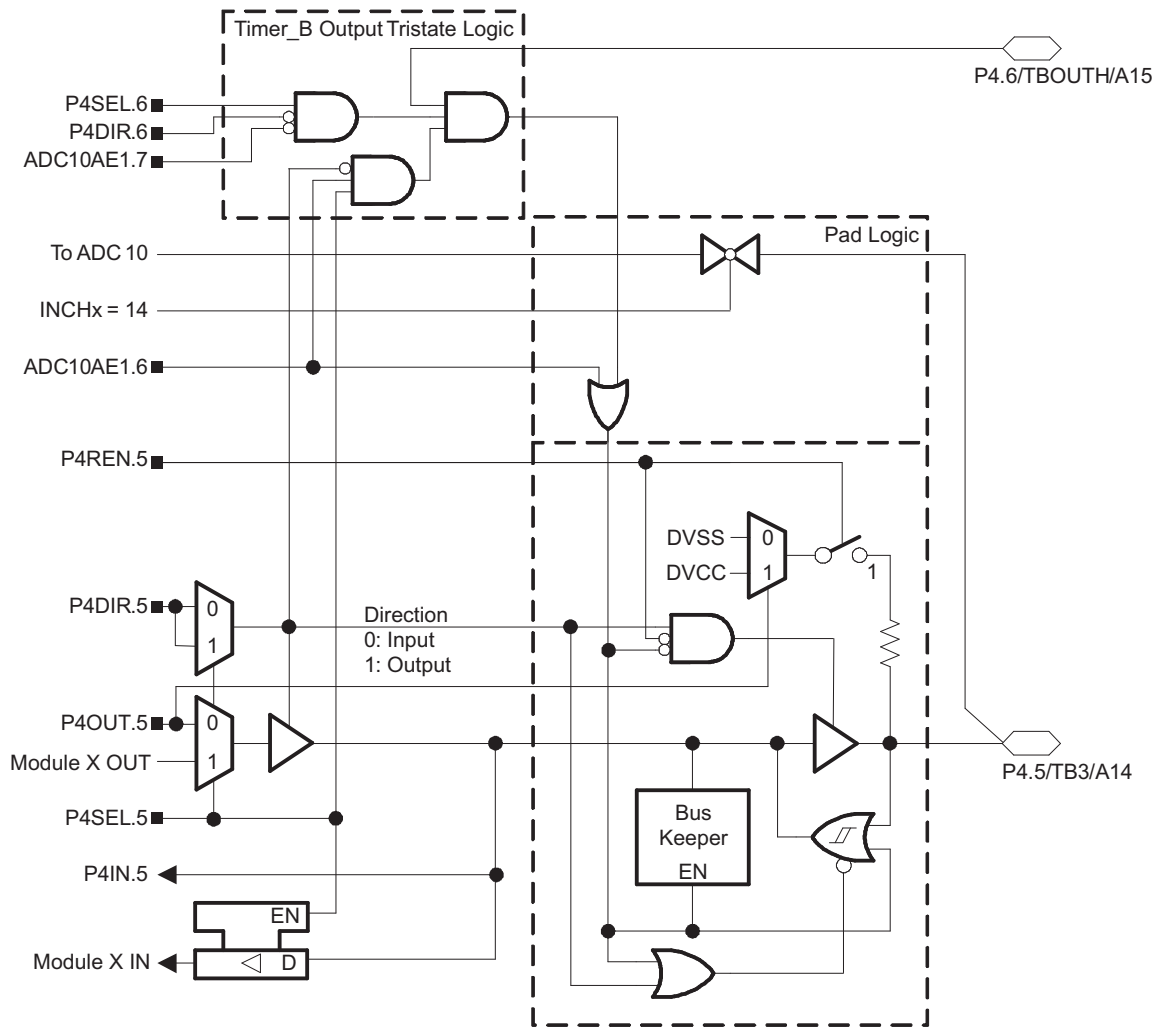 Timer_B Output Tristate Logic
P4.6/TBOUTH/A15
P4SEL.6
P4DIR.6
ADC10AE1.7
Pad Logic
To ADC 10
INCHx = 14
ADC10AE1.6
P4REN.5
DVSS
0
DVCC
1
1
P4DIR.5
0
1
Direction
0: Input
1: Output
P4OUT.5
0
Module X OUT
1
P4.5/TB3/A14
P4SEL.5
Bus
Keeper
EN
P4IN.5
EN
Module X IN
D